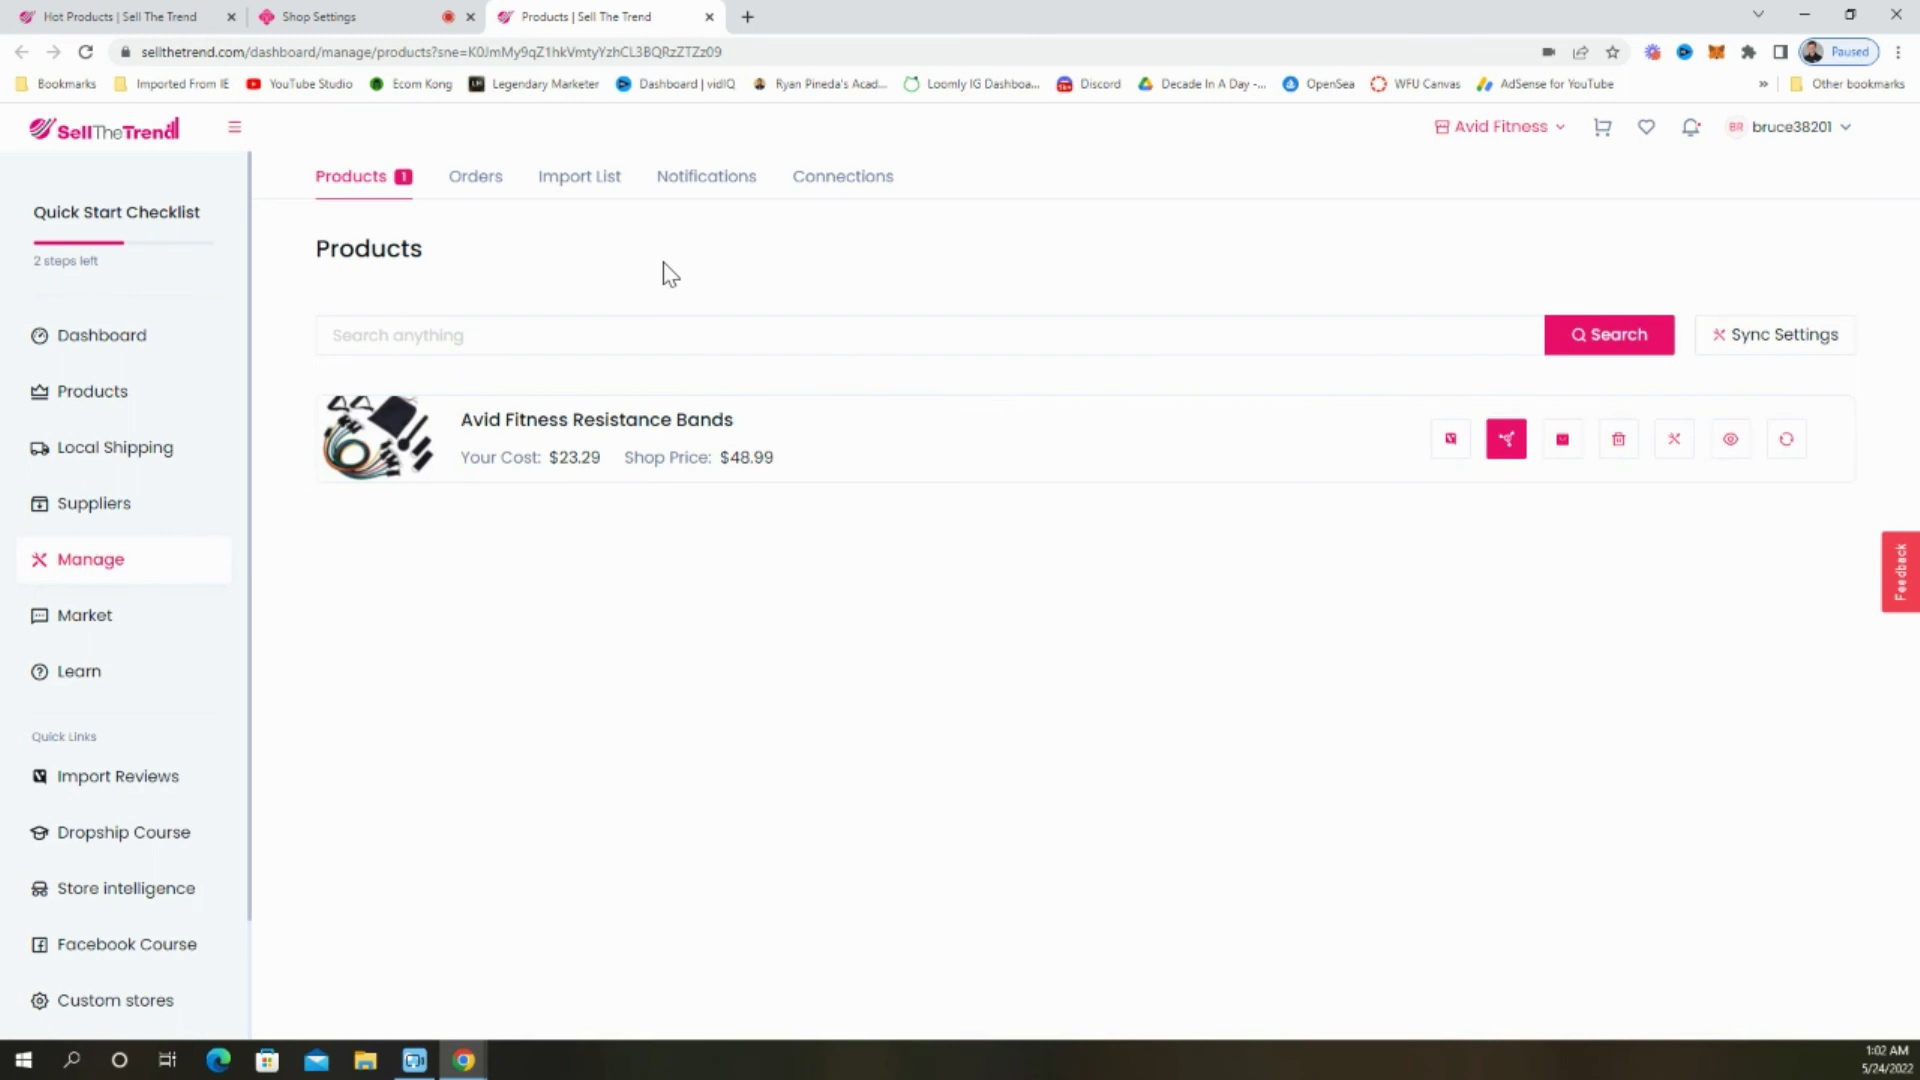 Hot Products | Sell The Trend
Shop Settings
Products | Sell The Trend
sellthetrend.com/dashboard/manage/products?sne=K0JmMy9qZ1hkVmtyYzhCL3BQRzZTZz09
Paused
Bookmarks
Imported From IE
YouTube Studio
Ecom Kong
Legendary Marketer
Dashboard | vidIQ
Ryan Pineda's Acad...
Loomly IG Dashboa...
Discord
Decade In A Day -...
OpenSea
WFU Canvas
AdSense for YouTube
»
Other bookmarks
SellTheTrend
Avid Fitness
BR bruce38201
Products 1
Orders
Import List
Notifications
Connections
Quick Start Checklist
2 steps left
Products
Search anything
Search
Sync Settings
Dashboard
Products
Local Shipping
Suppliers
Manage
Market
Learn
Quick Links
Import Reviews
Dropship Course
Store intelligence
Facebook Course
Custom stores
Avid Fitness Resistance Bands
Your Cost: $23.29 Shop Price: $48.99
Feedback
1:02 AM
5/24/2022